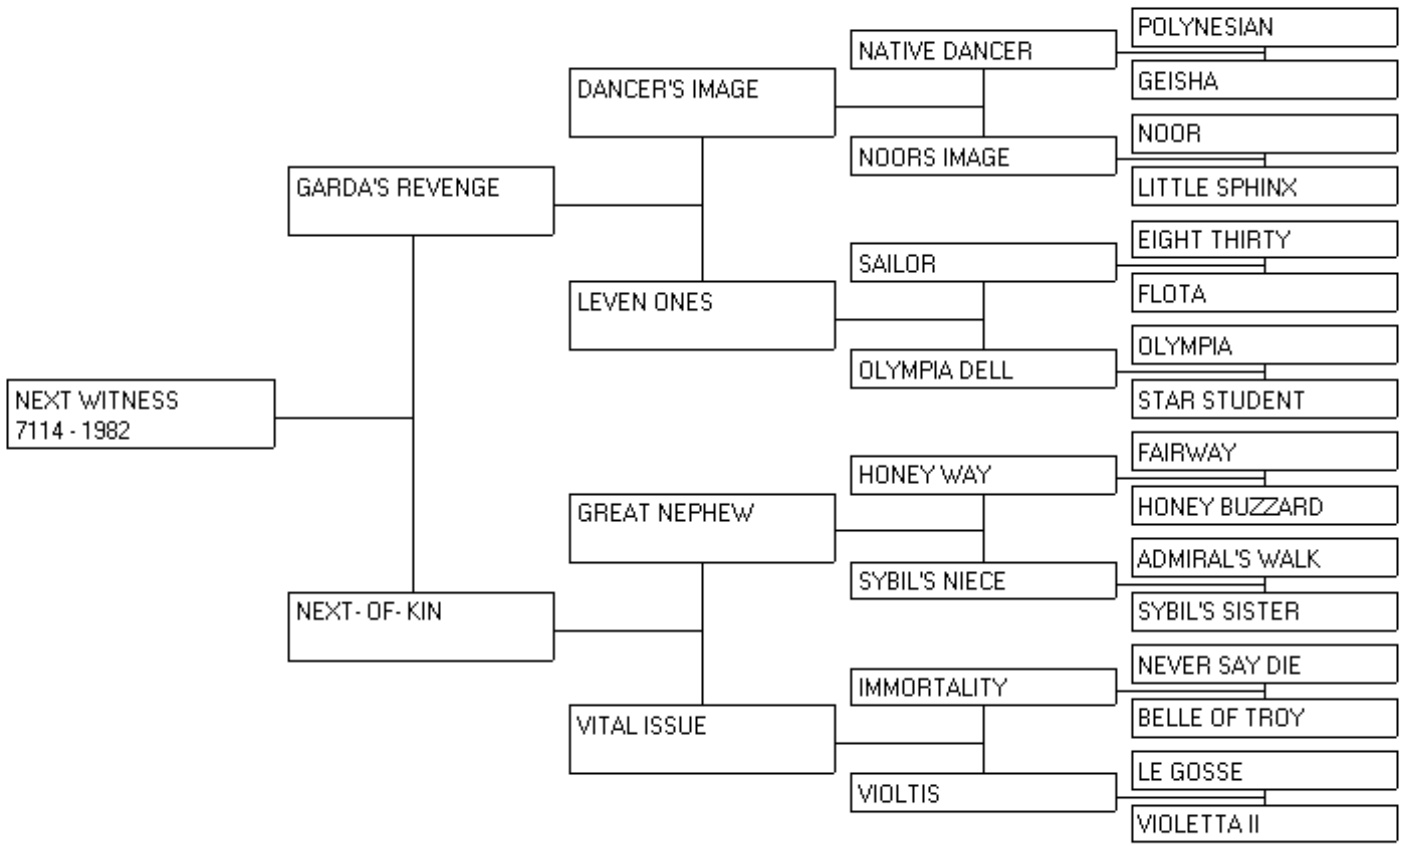 POLYNESIAN
NATIVE DANCER
GEISHA
DANCER'S IMAGE
NOOR
NOORS IMAGE
LITTLE SPHINX
GARDA'S REVENGE
EIGHT THIRTY
SAILOR
FLOTA
LEVEN ONES
OLYMPIA
OLYMPIA DELL
STAR STUDENT
NEXT WITNESS
7114 - 1982
FAIRWAY
HONEY WAY
HONEY BUZZARD
GREAT NEPHEW
ADMIRAL'S WALK
SYBIL'S NIECE
SYBIL'S SISTER
NEXT- OF- KIN
NEVER SAY DIE
IMMORTALITY
BELLE OF TROY
VITAL ISSUE
LE GOSSE
VIOLTIS
VIOLETTA II